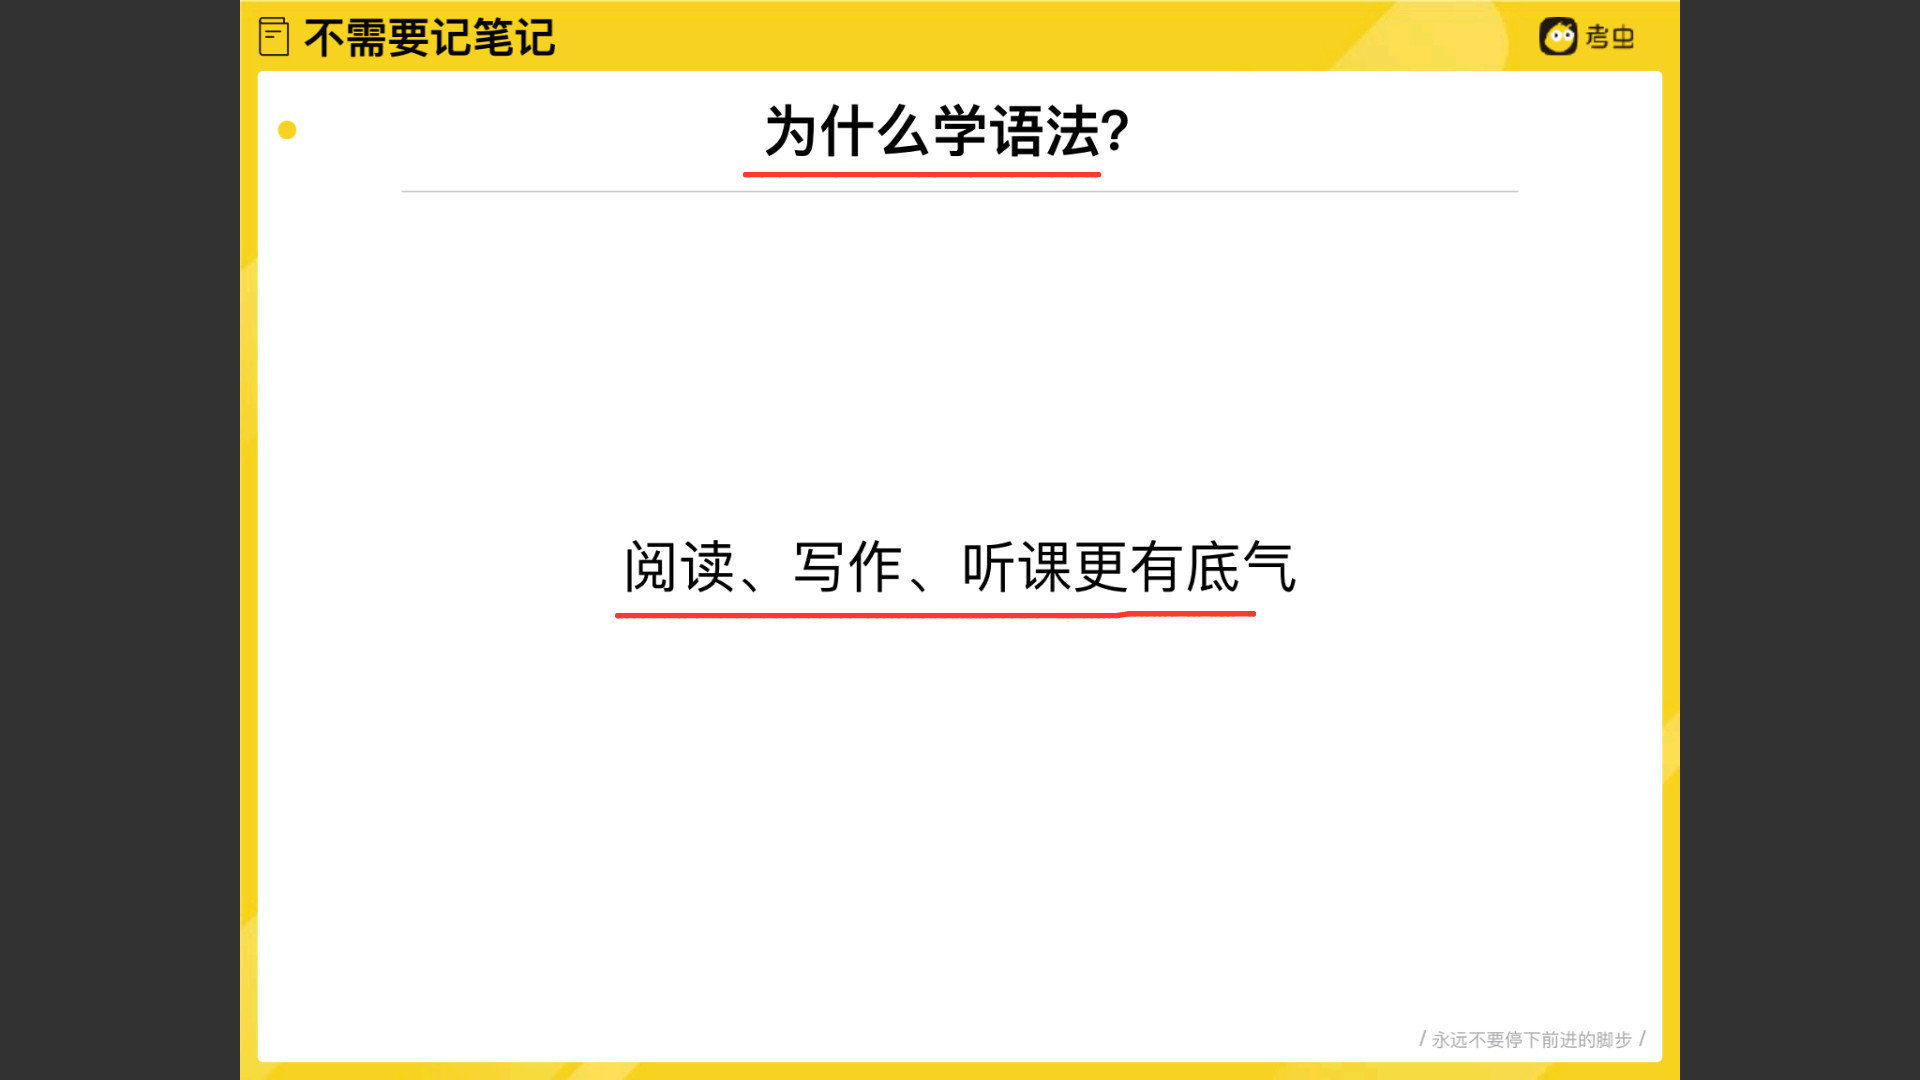 不需要记笔记
考虫
为什么学语法?
阅读、写作、听课更有底气
/ 永远不要停下前进的脚步 /